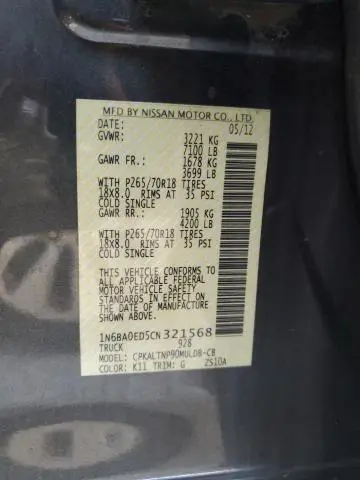 MFD BY NISSAN MOTOR CO., LTD.
DATE: 05/12
GVWR: 3221 KG
7100 LB
GAWR FR: 1678 KG
3699 LB
WITH P265/70R18 TIRES
18X8.0 RIMS AT 35 PSI
COLD SINGLE
GAWR RR: 1905 KG
4200 LB
WITH P265/70R18 TIRES
18X8.0 RIMS AT 35 PSI
COLD SINGLE
THIS VEHICLE CONFORMS TO
ALL APPLICABLE FEDERAL
MOTOR VEHICLE SAFETY
STANDARDS IN EFFECT ON
THE DATE OF MANUFACTURE
SHOWN ABOVE.
1N6BA0ED5CN321568
TRUCK 928
MODEL: CPKALTNP90MULDB-CB
COLOR: K11 TRIM: G ZS10A